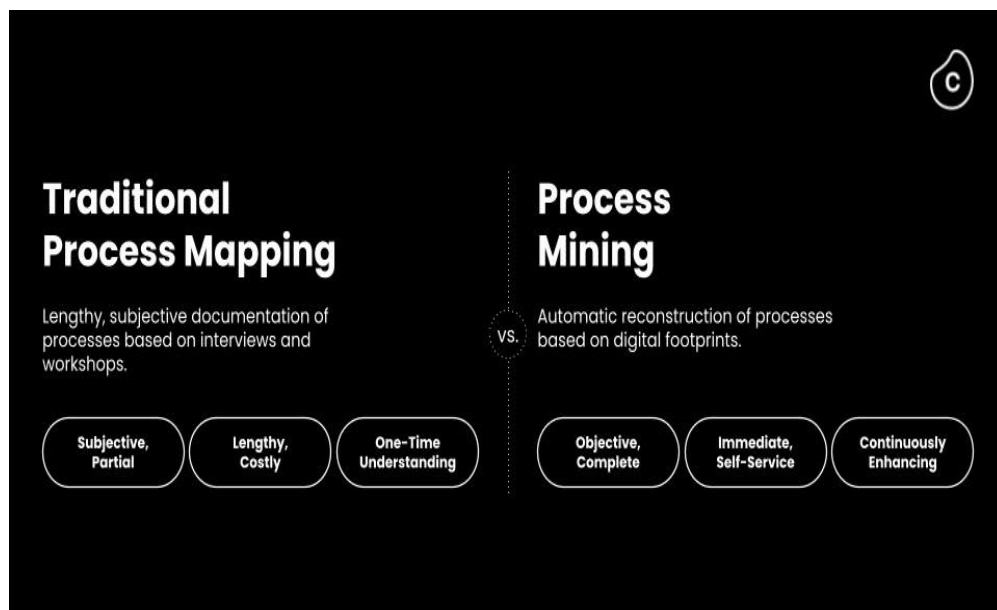 C
Traditional
Process Mapping
Lengthy, subjective documentation of
processes based on interviews and
workshops.
Subjective,
Partial
Lengthy,
Costly
One-Time
Understanding
vs.
Process
Mining
Automatic reconstruction of processes
based on digital footprints.
Objective,
Complete
Immediate,
Self-Service
Continuously
Enhancing